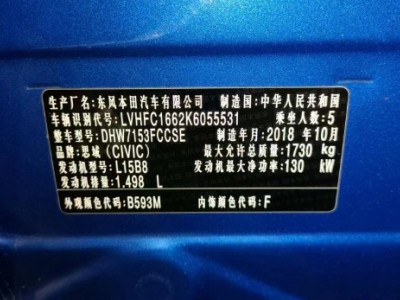 生产厂名: 东风本田汽车有限公司 制造国: 中华人民共和国
车辆识别代号: LVHFC1662K6055531 乘坐人数: 5
整车型号: DHW7153FCCSE 制造年月: 2018 年10月
品牌: 思域 (CIVIC) 最大允许总质量: 1730 kg
发动机型号: L15B8 发动机最大净功率: 130 kW
发动机排量: 1.498 L
外观颜色代码: B593M 内饰颜色代码: F